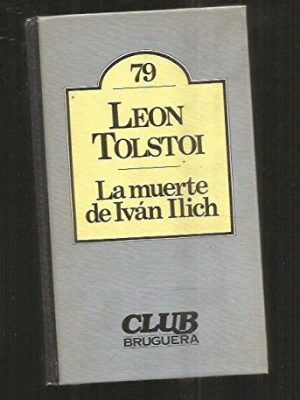 79
LEON
TOLSTOI
La muerte
de Iván Ilich
CLUB
BRUGUERA